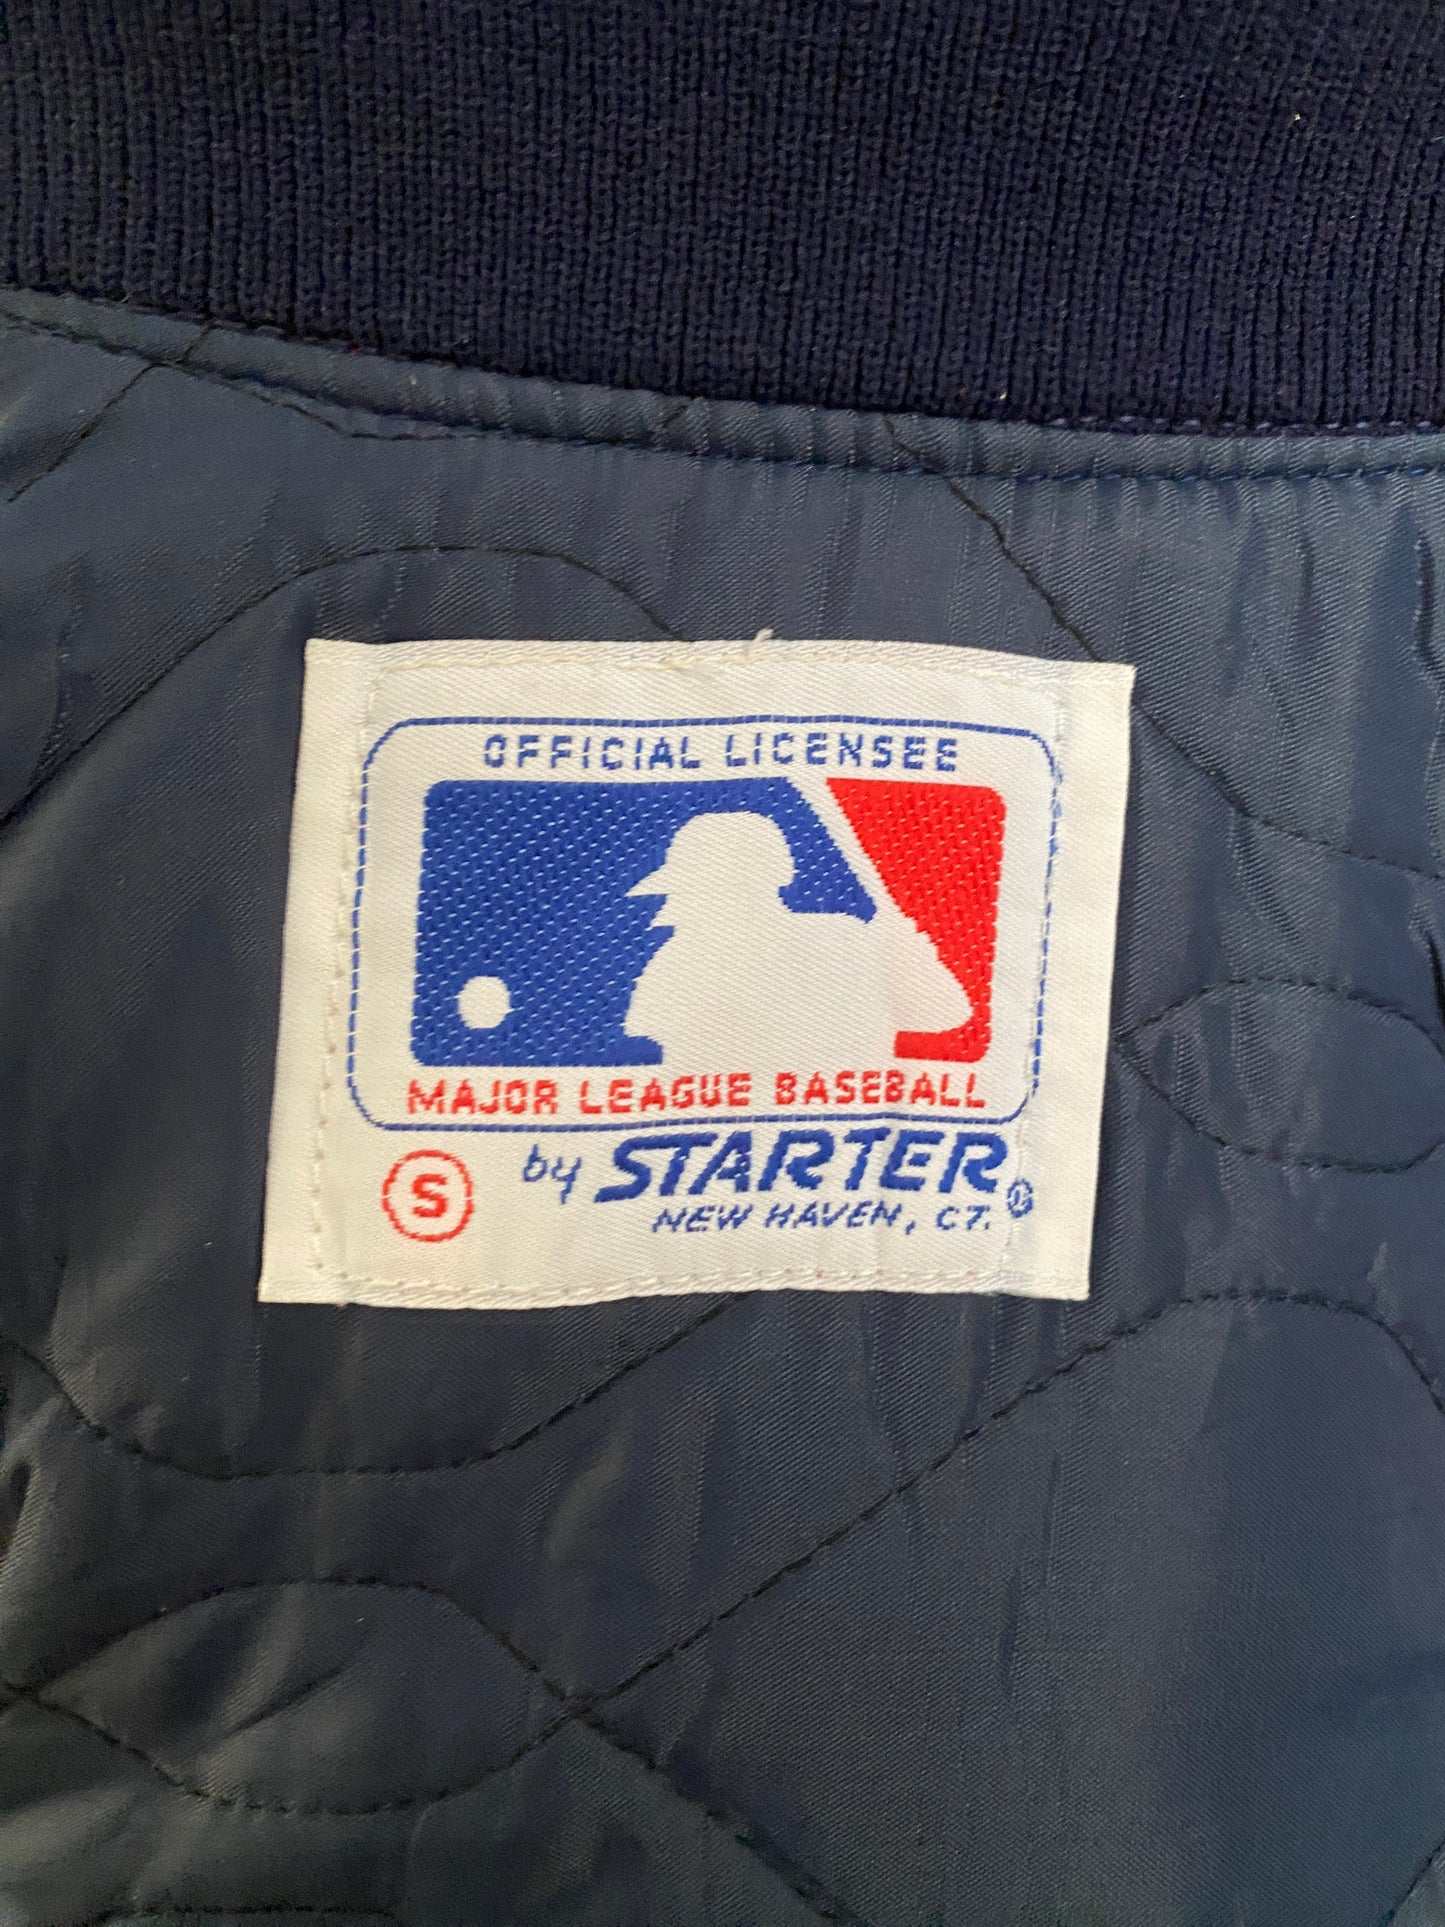 OFFICIAL LICENSEE
MAJOR LEAGUE BASEBALL
S by STARTER ®
NEW HAVEN, CT.